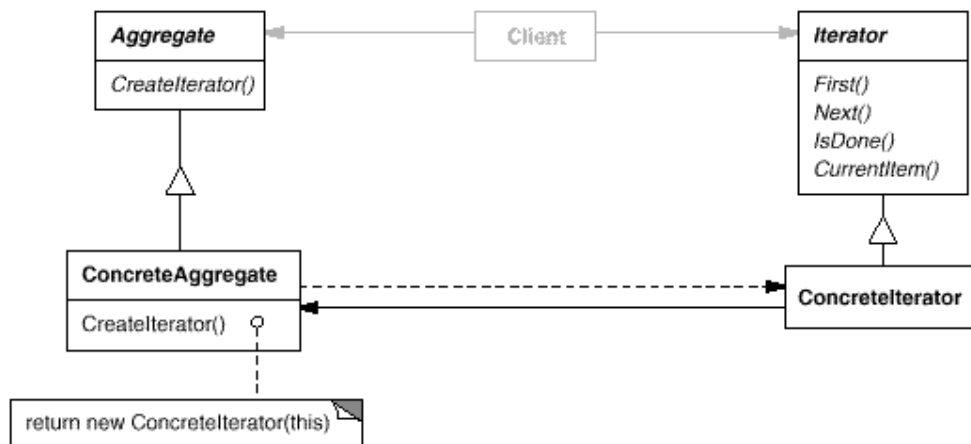 Aggregate
CreateIterator()
Client
Iterator
First()
Next()
IsDone()
CurrentItem()
ConcreteAggregate
CreateIterator()
ConcreteIterator
return new ConcreteIterator(this)